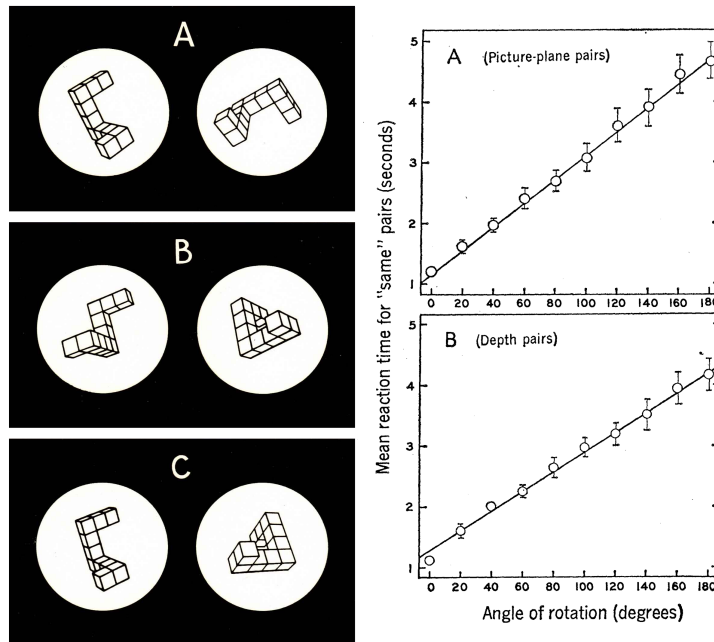 A
B
C
A (Picture-plane pairs)
5
4
3
2
1
0 20 40 60 80 100 120 140 160 180
B (Depth pairs)
5
4
3
2
1
0 20 40 60 80 100 120 140 160 180
Mean reaction time for "same" pairs (seconds)
Angle of rotation (degrees)